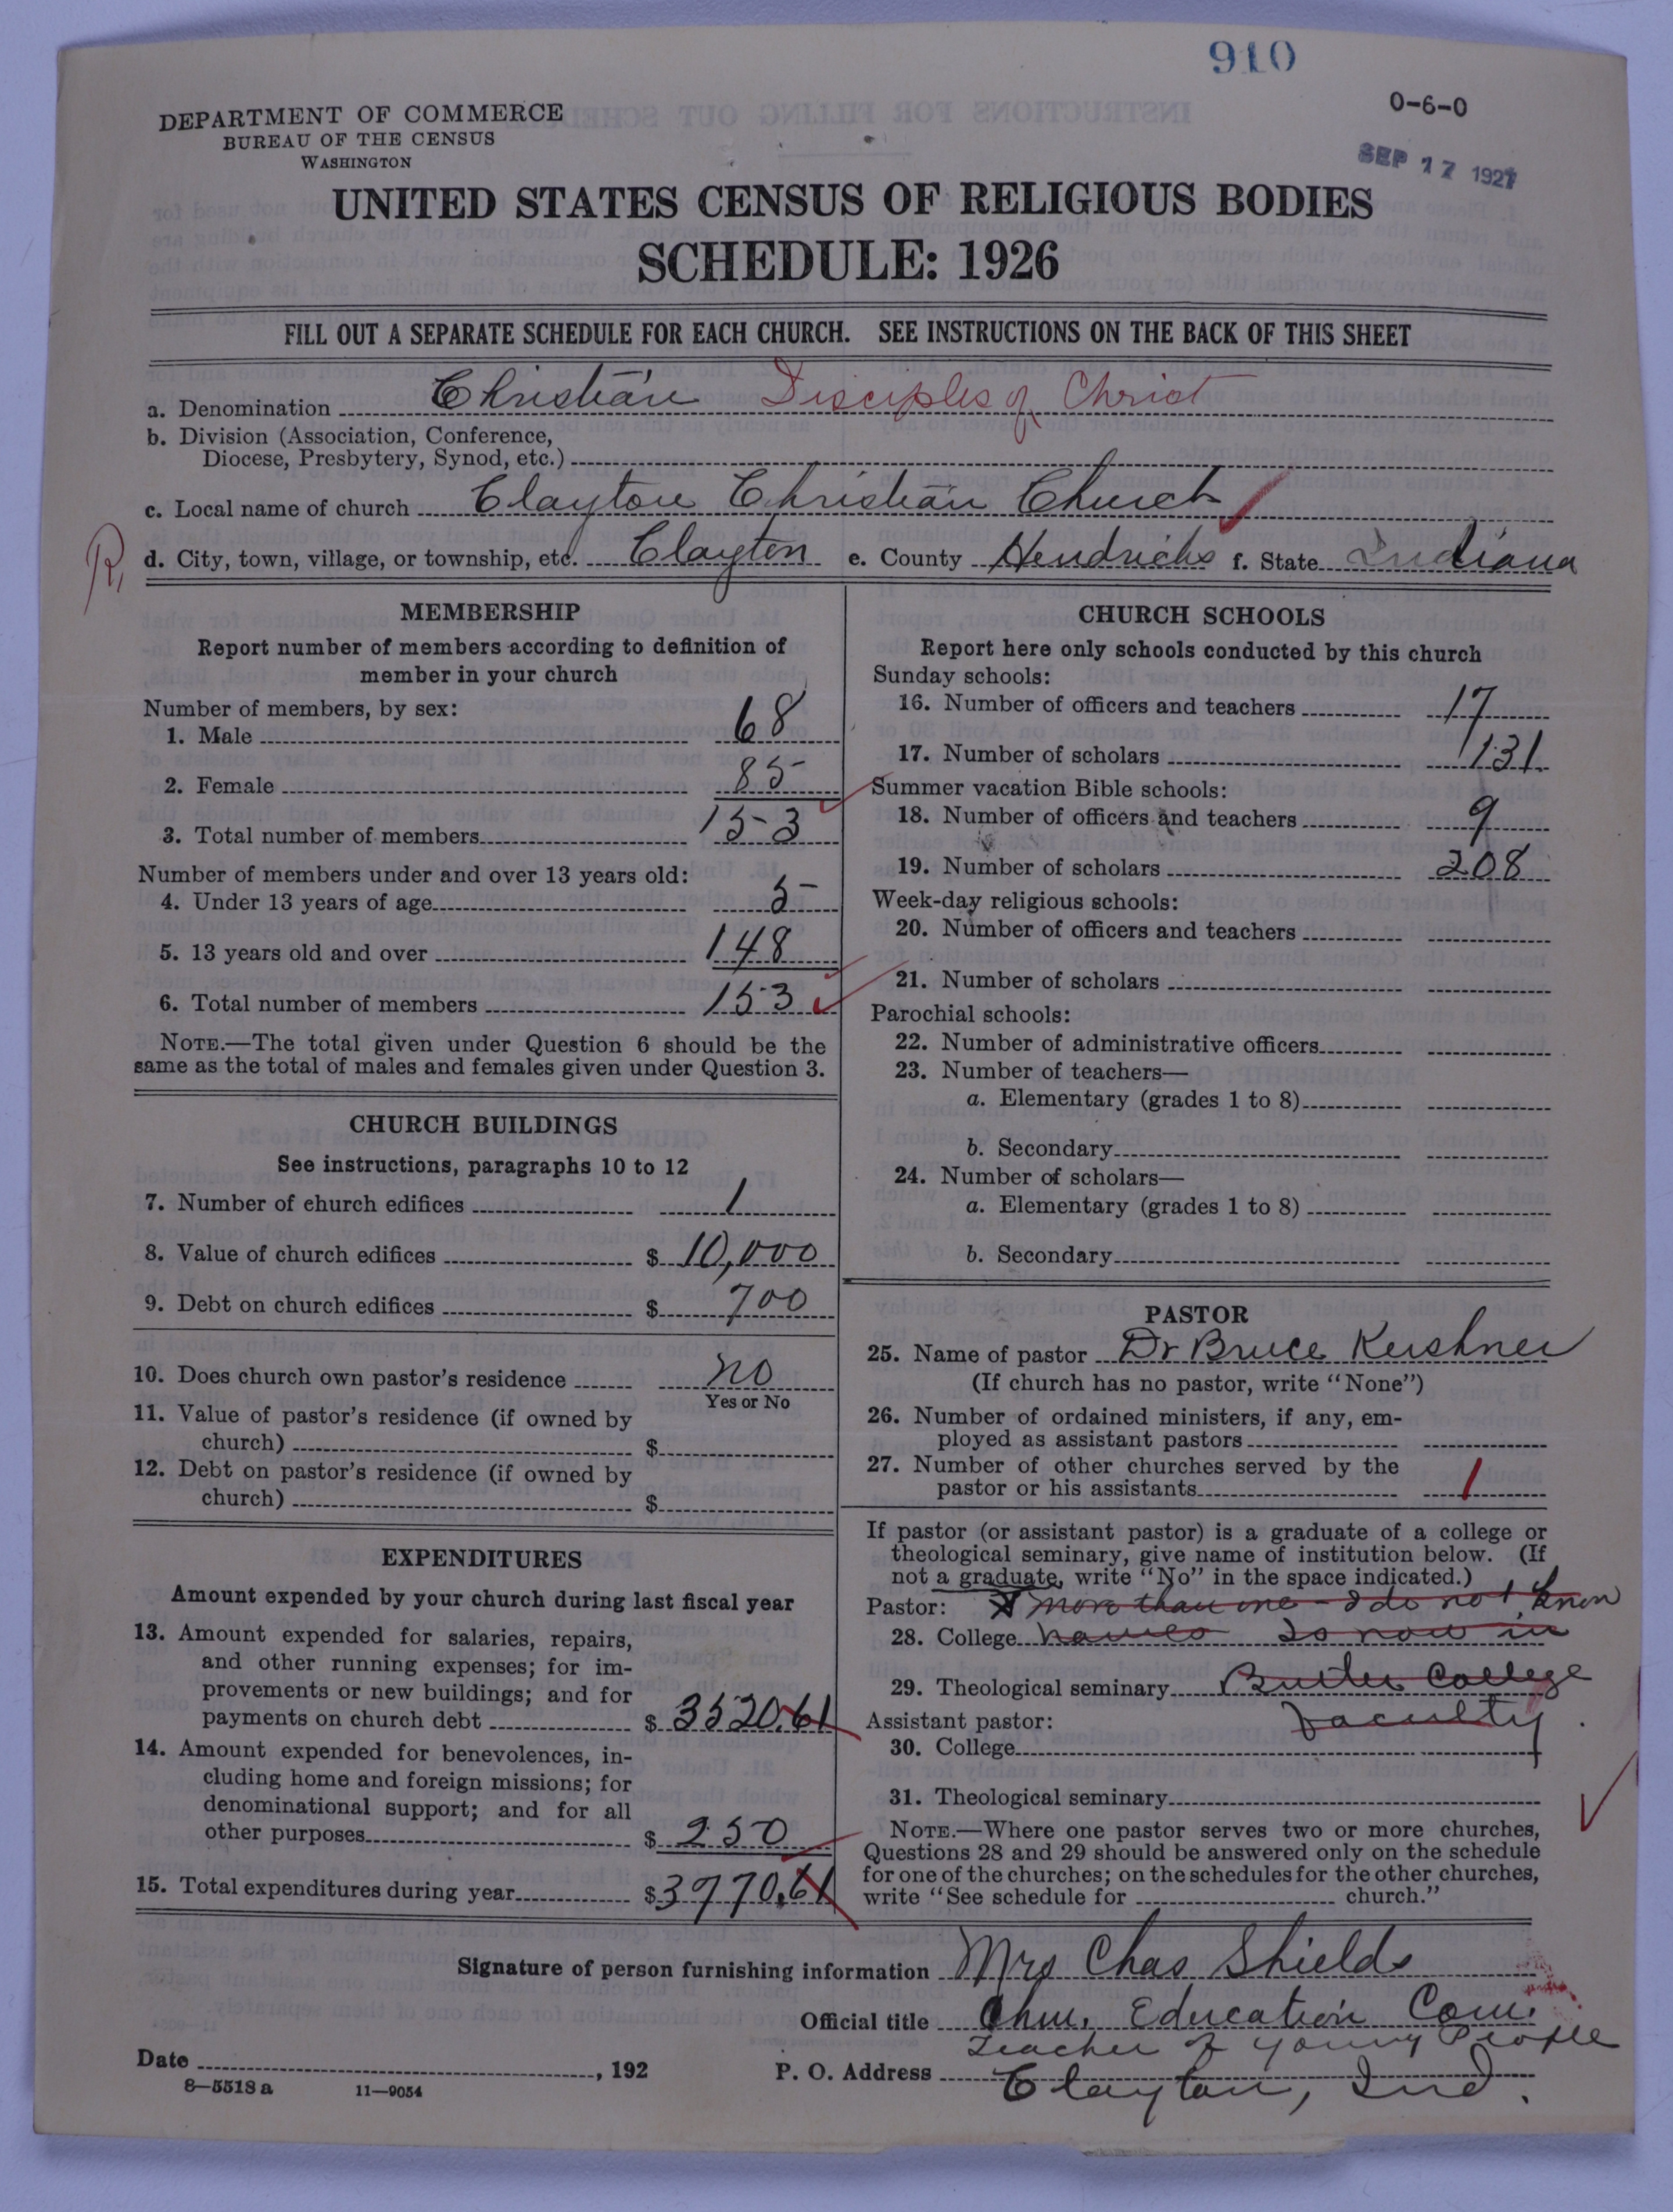 910
0-6-0
SEP 17 1927
DEPARTMENT OF COMMERCE
BUREAU OF THE CENSUS
WASHINGTON
UNITED STATES CENSUS OF RELIGIOUS BODIES
SCHEDULE: 1926
FILL OUT A SEPARATE SCHEDULE FOR EACH CHURCH. SEE INSTRUCTIONS ON THE BACK OF THIS SHEET
a. Denomination Christian Disciples of Christ
b. Division (Association, Conference,
Diocese, Presbytery, Synod, etc.)
c. Local name of church Clayton Christian Church
R,
d. City, town, village, or township, etc. Clayton e. County Hendricks f. State Indiana
MEMBERSHIP
Report number of members according to definition of
member in your church
Number of members, by sex:
1. Male 68
2. Female 85
3. Total number of members 153
Number of members under and over 13 years old:
4. Under 13 years of age 5
5. 13 years old and over 148
6. Total number of members 153
NOTE.—The total given under Question 6 should be the
same as the total of males and females given under Question 3.
CHURCH BUILDINGS
See instructions, paragraphs 10 to 12
7. Number of church edifices 1
8. Value of church edifices $ 10,000
9. Debt on church edifices $ 700
10. Does church own pastor's residence no
Yes or No
11. Value of pastor's residence (if owned by
church) $
12. Debt on pastor's residence (if owned by
church) $
EXPENDITURES
Amount expended by your church during last fiscal year
13. Amount expended for salaries, repairs,
and other running expenses; for im-
provements or new buildings; and for
payments on church debt $ 3520.61
14. Amount expended for benevolences, in-
cluding home and foreign missions; for
denominational support; and for all
other purposes $ 250
15. Total expenditures during year $ 3770.61
CHURCH SCHOOLS
Report here only schools conducted by this church
Sunday schools:
16. Number of officers and teachers 17
17. Number of scholars 131
Summer vacation Bible schools:
18. Number of officers and teachers 9
19. Number of scholars 208
Week-day religious schools:
20. Number of officers and teachers
21. Number of scholars
Parochial schools:
22. Number of administrative officers
23. Number of teachers—
a. Elementary (grades 1 to 8)
b. Secondary
24. Number of scholars—
a. Elementary (grades 1 to 8)
b. Secondary
PASTOR
25. Name of pastor Dr Bruce Kershner
(If church has no pastor, write "None")
26. Number of ordained ministers, if any, em-
ployed as assistant pastors
27. Number of other churches served by the
pastor or his assistants 1
If pastor (or assistant pastor) is a graduate of a college or
theological seminary, give name of institution below. (If
not a graduate, write "No" in the space indicated.)
Pastor: more than one - I do not know
28. College names Is now in
29. Theological seminary Butler College
Assistant pastor: faculty
30. College
31. Theological seminary
NOTE.—Where one pastor serves two or more churches,
Questions 28 and 29 should be answered only on the schedule
for one of the churches; on the schedules for the other churches,
write "See schedule for church."
Signature of person furnishing information Mrs Chas Shields
Official title Chm. Education Com.
Teacher of Young People
Date , 192 P. O. Address Clayton, Ind.
8—5518 a 11—9054